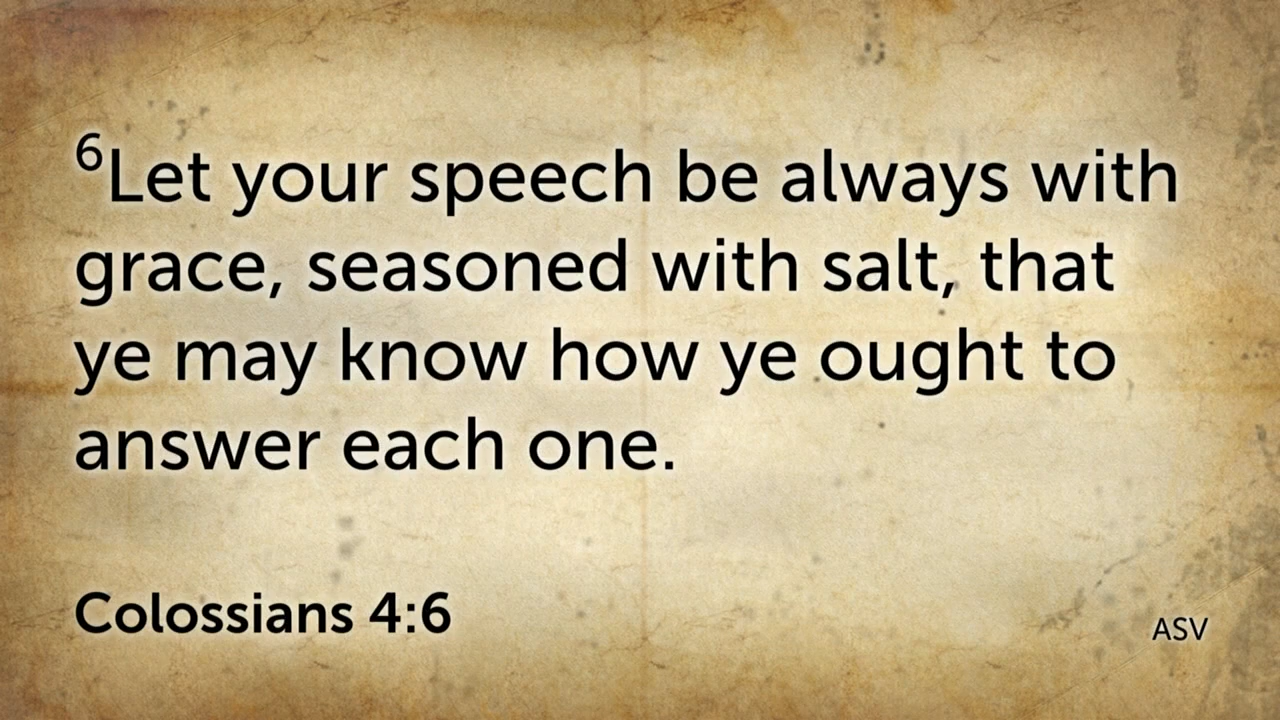 ⁶Let your speech be always with
grace, seasoned with salt, that
ye may know how ye ought to
answer each one.
Colossians 4:6
ASV